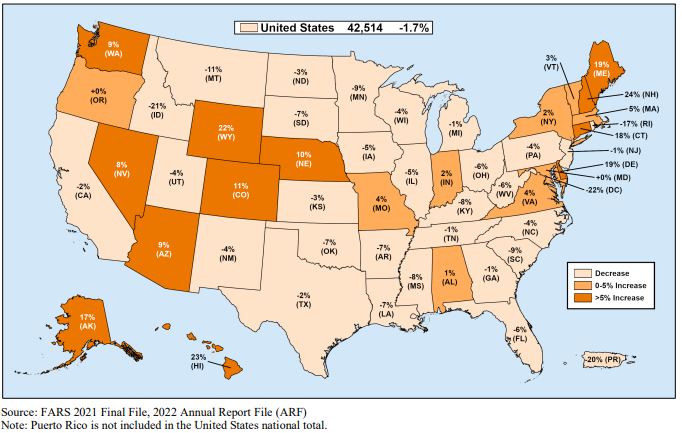 United States 42,514 -1.7%
9%
(WA)
+0%
(OR)
-2%
(CA)
8%
(NV)
-21%
(ID)
-11%
(MT)
22%
(WY)
-4%
(UT)
11%
(CO)
9%
(AZ)
-4%
(NM)
-3%
(ND)
-7%
(SD)
10%
(NE)
-3%
(KS)
-7%
(OK)
-2%
(TX)
-9%
(MN)
-5%
(IA)
4%
(MO)
-7%
(AR)
-7%
(LA)
-4%
(WI)
-5%
(IL)
-1%
(MI)
2%
(IN)
-6%
(OH)
-8%
(KY)
-1%
(TN)
-8%
(MS)
1%
(AL)
-1%
(GA)
-6%
(FL)
-9%
(SC)
-4%
(NC)
4%
(VA)
-6%
(WV)
-4%
(PA)
2%
(NY)
3%
(VT)
19%
(ME)
24% (NH)
5% (MA)
-17% (RI)
18% (CT)
-1% (NJ)
19% (DE)
+0% (MD)
-22% (DC)
17%
(AK)
23%
(HI)
-20% (PR)
Decrease
0-5% Increase
>5% Increase
Source: FARS 2021 Final File, 2022 Annual Report File (ARF)
Note: Puerto Rico is not included in the United States national total.